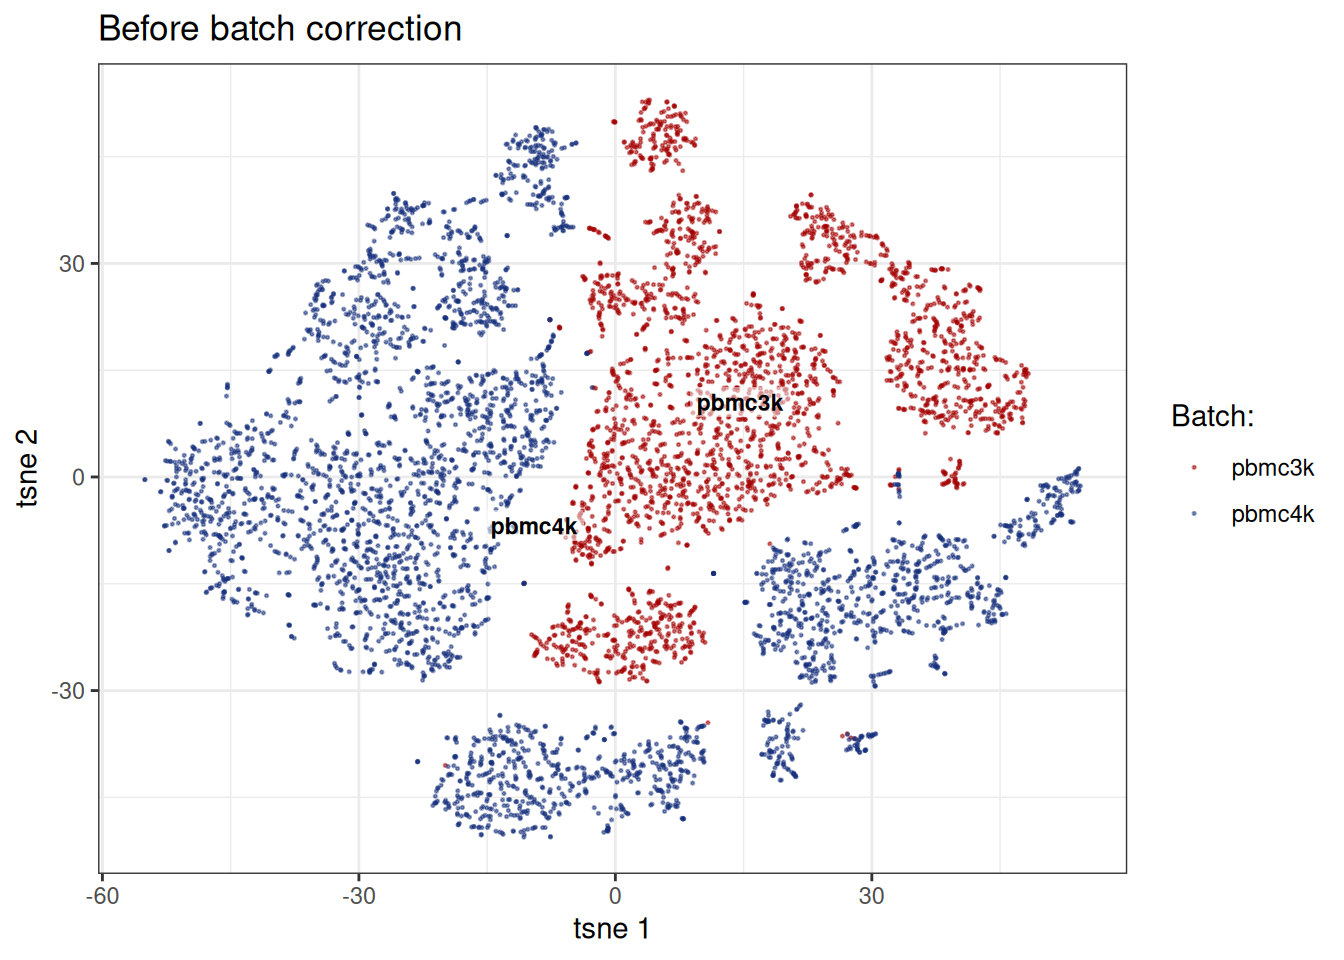 Before batch correction
pbmc3k
pbmc4k
30
0
-30
-60
-30
0
30
tsne 1
tsne 2
Batch:
pbmc3k
pbmc4k